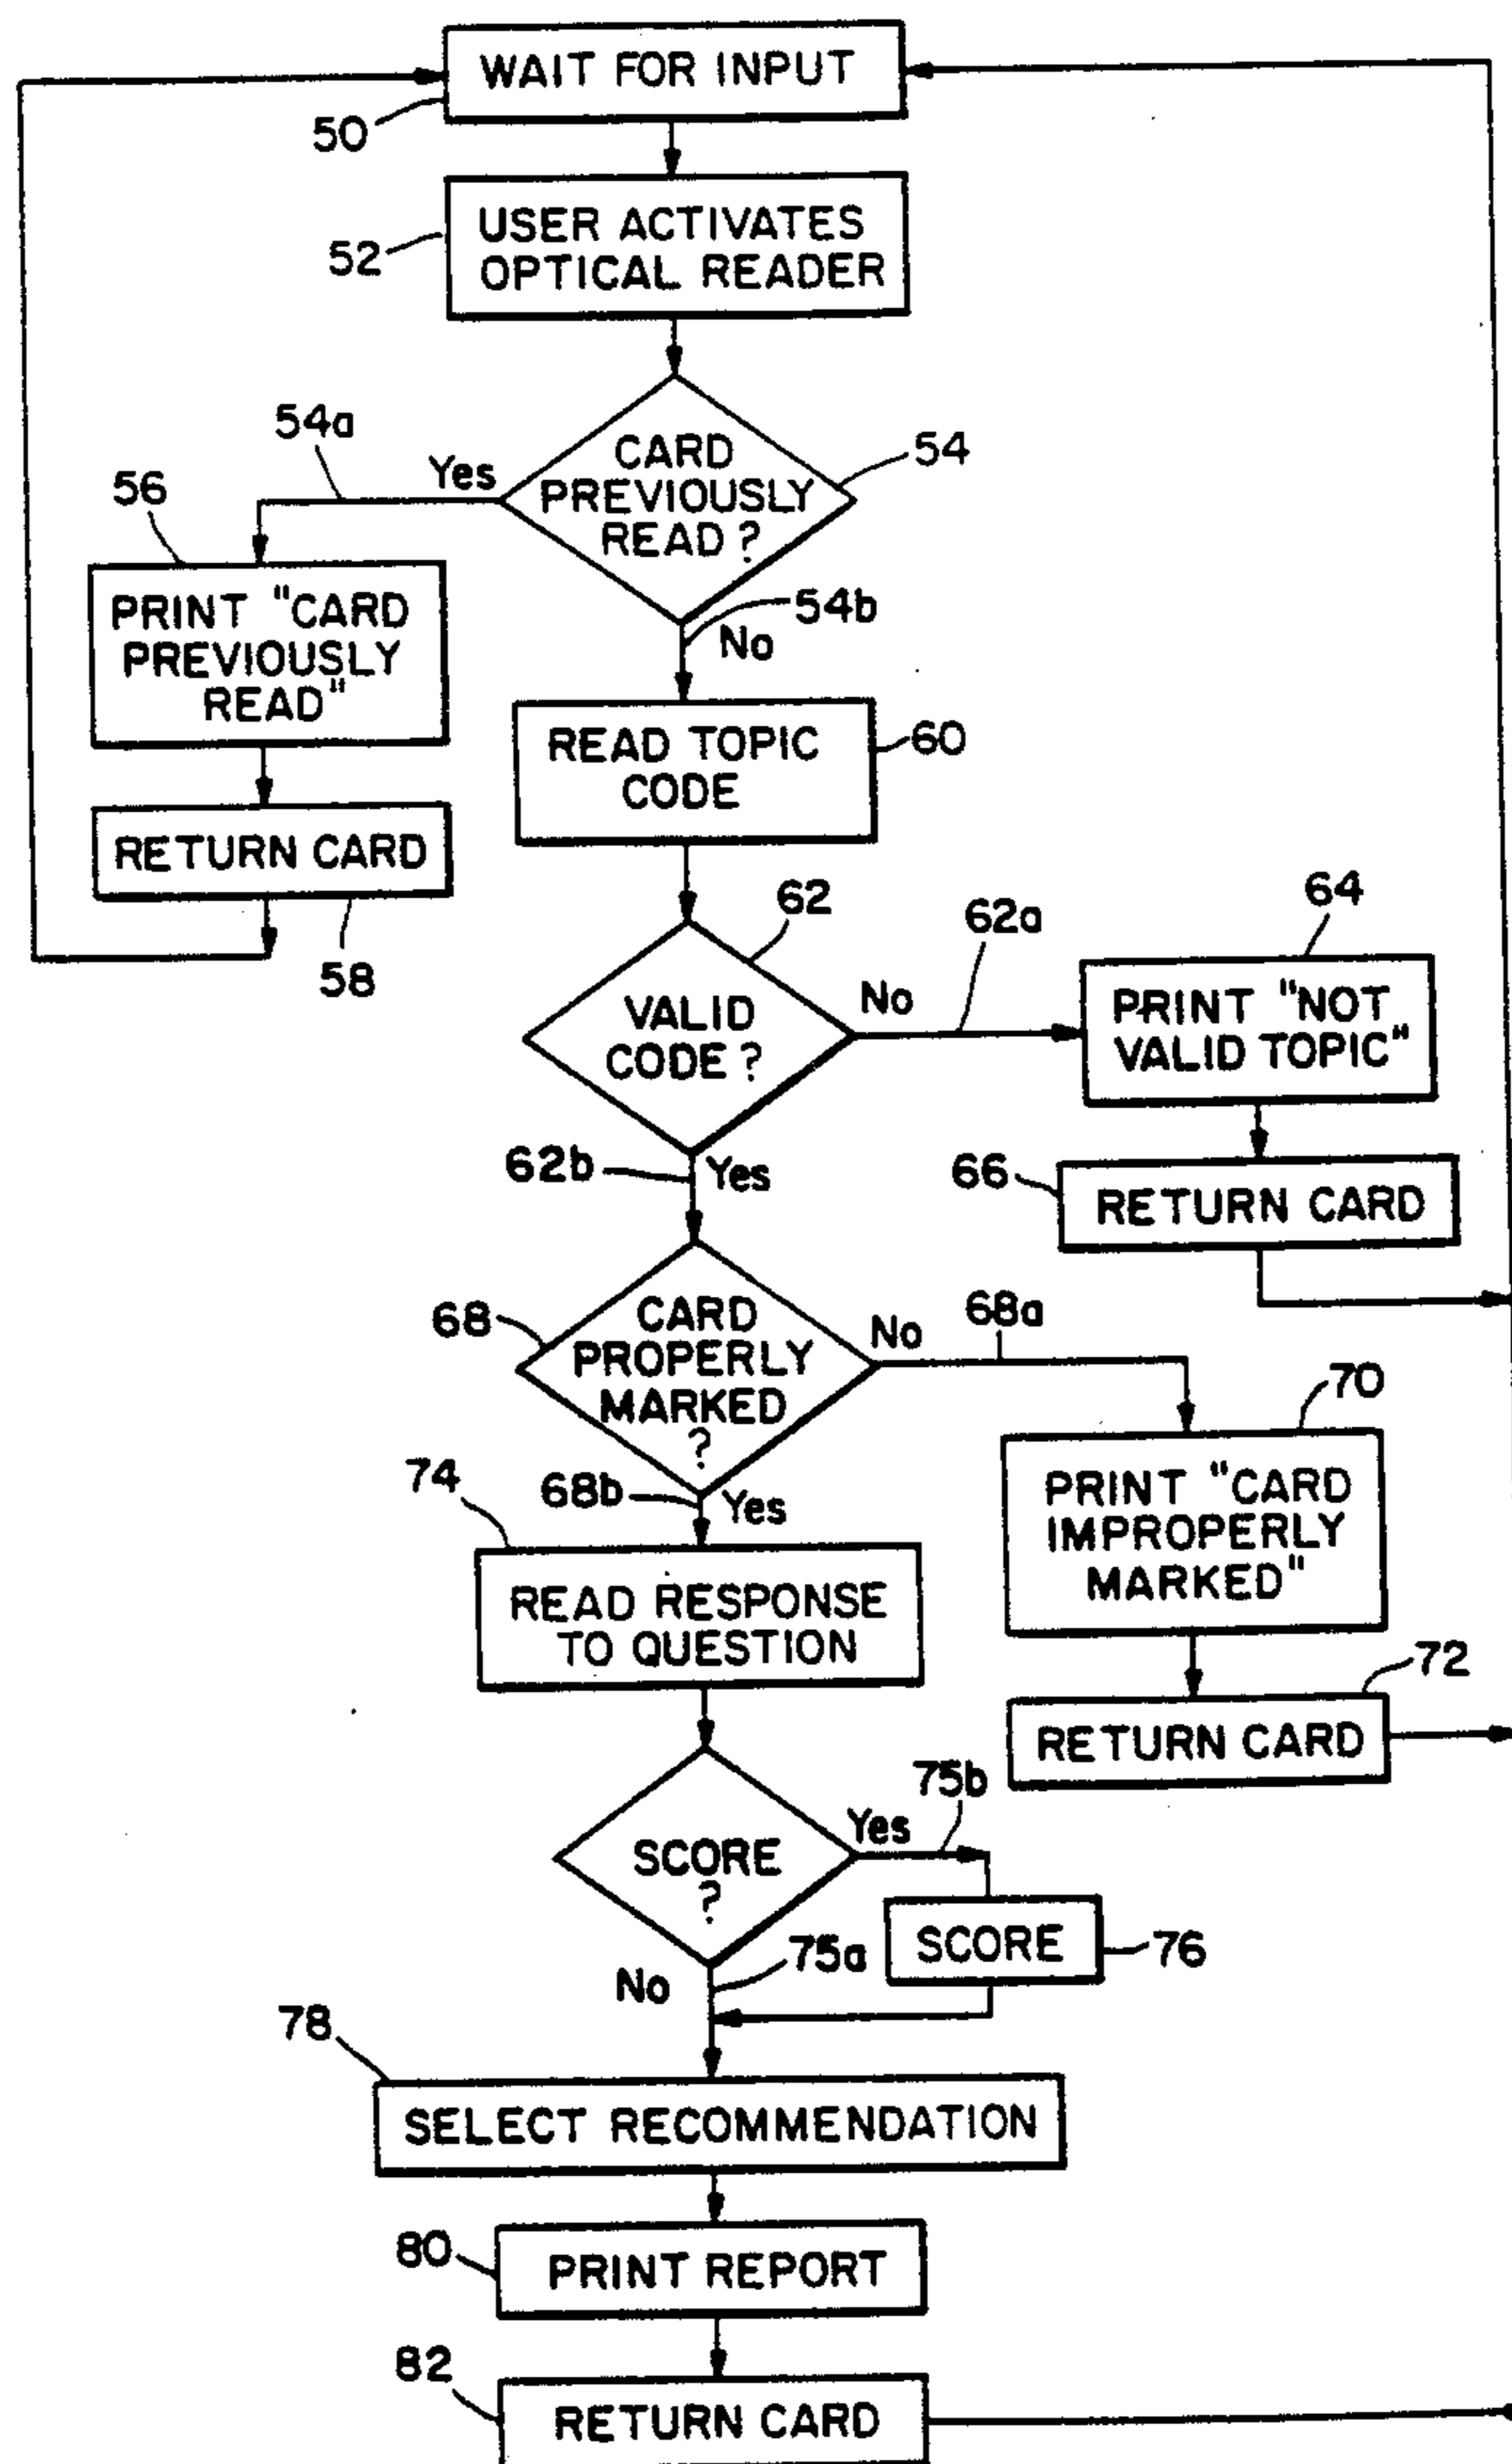 WAIT FOR INPUT
50
USER ACTIVATES
OPTICAL READER
52
54a
Yes
CARD
PREVIOUSLY
READ ?
54
56
PRINT "CARD
PREVIOUSLY
READ"
54b
No
READ TOPIC
CODE
60
RETURN CARD
58
62
62a
64
VALID
CODE ?
No
PRINT "NOT
VALID TOPIC"
62b
Yes
66
RETURN CARD
68
CARD
PROPERLY
MARKED
?
No
68a
70
74
68b
Yes
PRINT "CARD
IMPROPERLY
MARKED"
READ RESPONSE
TO QUESTION
72
RETURN CARD
75b
Yes
SCORE
?
SCORE
76
75a
No
78
SELECT RECOMMENDATION
80
PRINT REPORT
82
RETURN CARD